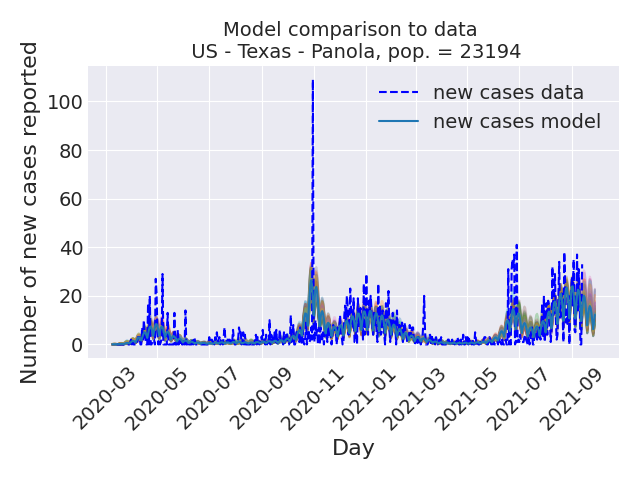 Model comparison to data
US - Texas - Panola, pop. = 23194
Number of new cases reported
100
80
60
40
20
0
new cases data
new cases model
2020-03
2020-05
2020-07
2020-09
2020-11
2021-01
2021-03
2021-05
2021-07
2021-09
Day